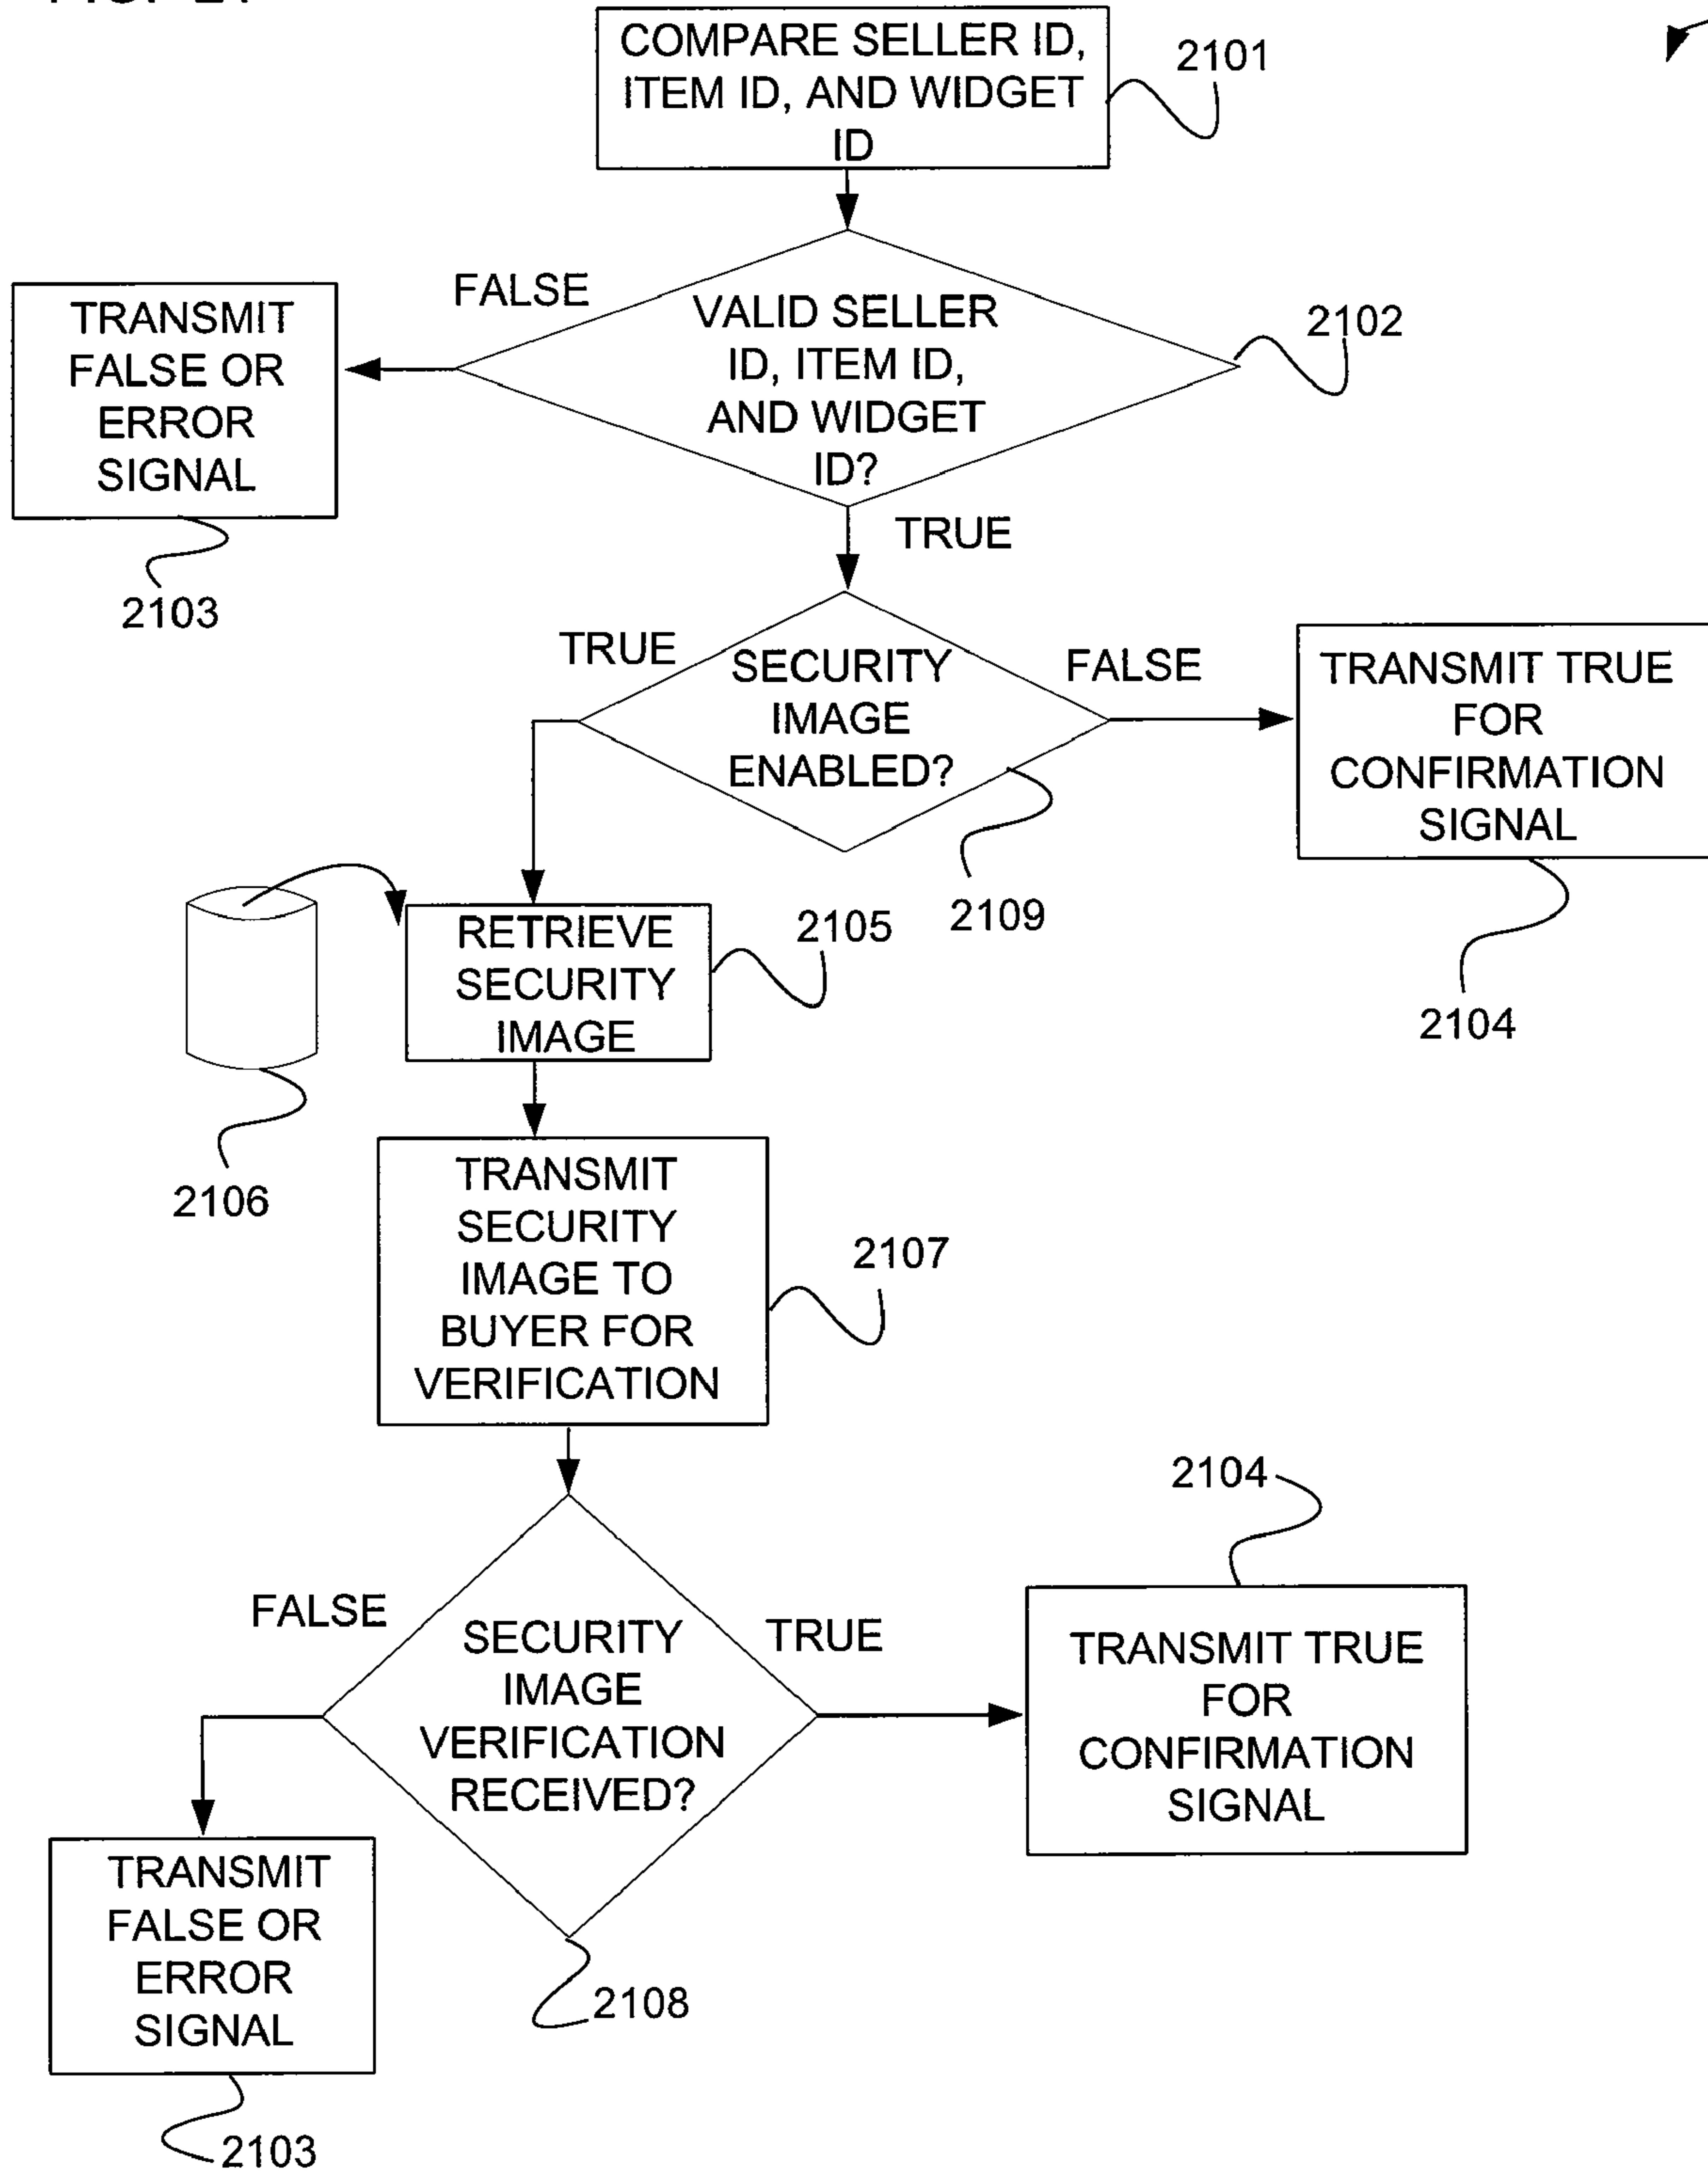 COMPARE SELLER ID,
ITEM ID, AND WIDGET
ID
2101
FALSE
VALID SELLER
ID, ITEM ID,
AND WIDGET
ID?
2102
TRANSMIT
FALSE OR
ERROR
SIGNAL
2103
TRUE
TRUE
SECURITY
IMAGE
ENABLED?
FALSE
2109
TRANSMIT TRUE
FOR
CONFIRMATION
SIGNAL
2104
RETRIEVE
SECURITY
IMAGE
2105
2106
TRANSMIT
SECURITY
IMAGE TO
BUYER FOR
VERIFICATION
2107
FALSE
SECURITY
IMAGE
VERIFICATION
RECEIVED?
TRUE
2108
2104
TRANSMIT TRUE
FOR
CONFIRMATION
SIGNAL
TRANSMIT
FALSE OR
ERROR
SIGNAL
2103